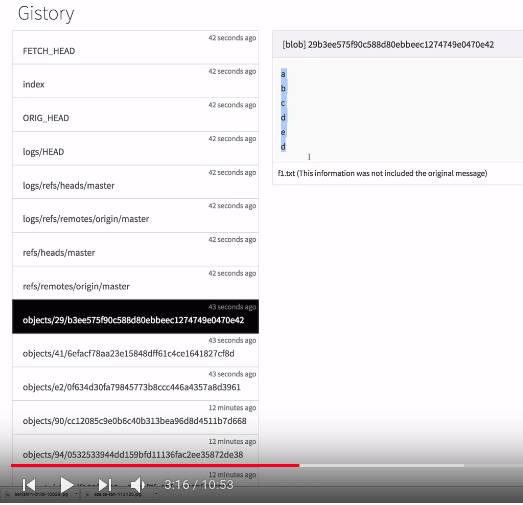 Gistory
42 seconds ago
FETCH_HEAD
42 seconds ago
index
42 seconds ago
ORIG_HEAD
42 seconds ago
logs/HEAD
42 seconds ago
logs/refs/heads/master
42 seconds ago
logs/refs/remotes/origin/master
42 seconds ago
refs/heads/master
42 seconds ago
refs/remotes/origin/master
43 seconds ago
objects/29/b3ee575f90c588d80ebbeec1274749e0470e42
43 seconds ago
objects/41/6efacf78aa23e15848dff61c4ce1641827cf8d
43 seconds ago
objects/e2/0f634d30fa79845773b8ccc446a4357a8d3961
12 minutes ago
objects/90/cc12085c9e0b6c40b313bea96d8d4511b7d668
12 minutes ago
objects/94/0532533944dd159bfd11136fac2ee35872de38
12 minutes ago
[blob] 29b3ee575f90c588d80ebbeec1274749e0470e42
a
b
c
d
e
d
f1.txt (This information was not included the original message)
3:16 / 10:53